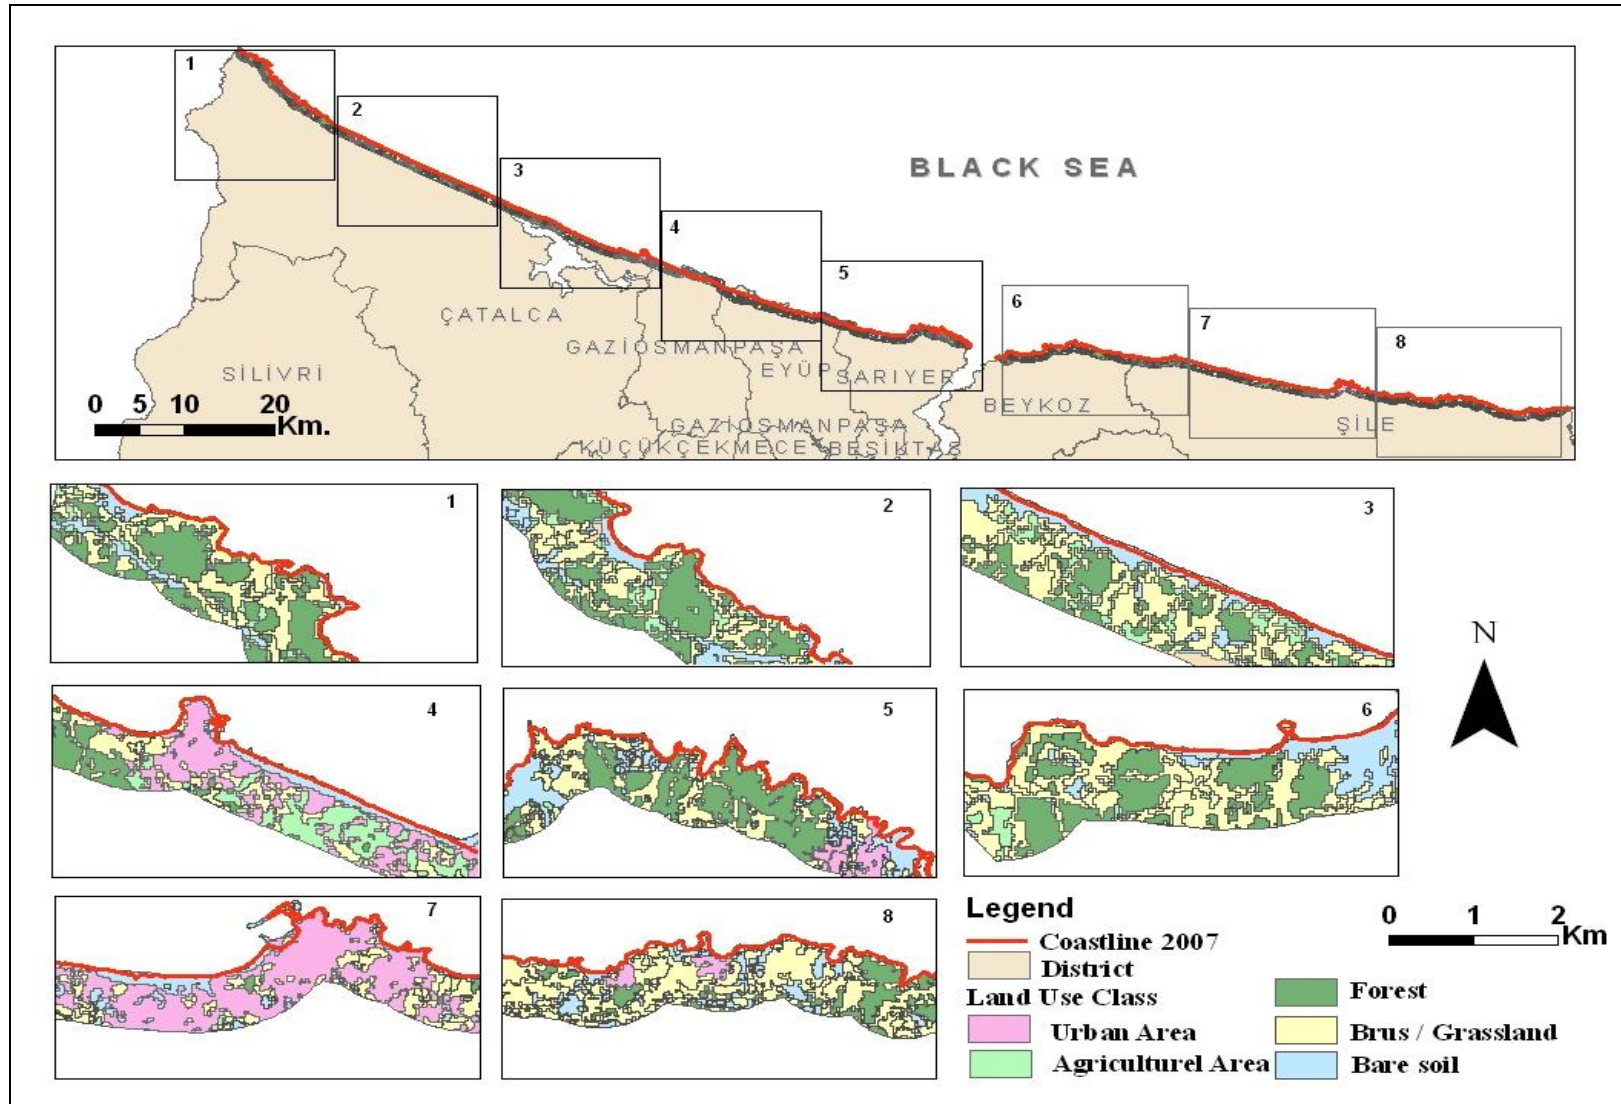 1
2
3
BLACK SEA
4
5
6
7
8
ÇATALCA
GAZİOSMANPAŞA
EYÜP
SARIYER
SİLİVRİ
BEYKOZ
ŞİLE
0 5 10 20
Km.
GAZİOSMANPAŞA
KÜÇÜKÇEKMECE
BEŞİKTAŞ
1
2
3
N
4
5
6
7
8
Legend
Coastline 2007
District
Land Use Class
Urban Area
Agriculturel Area
Forest
Brus / Grassland
Bare soil
0 1 2
Km